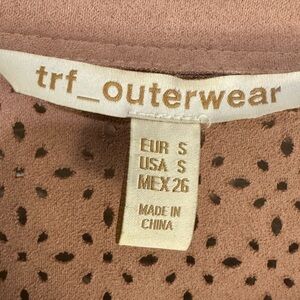 trf_outerwear
EUR S
USA S
MEX 26
MADE IN
CHINA